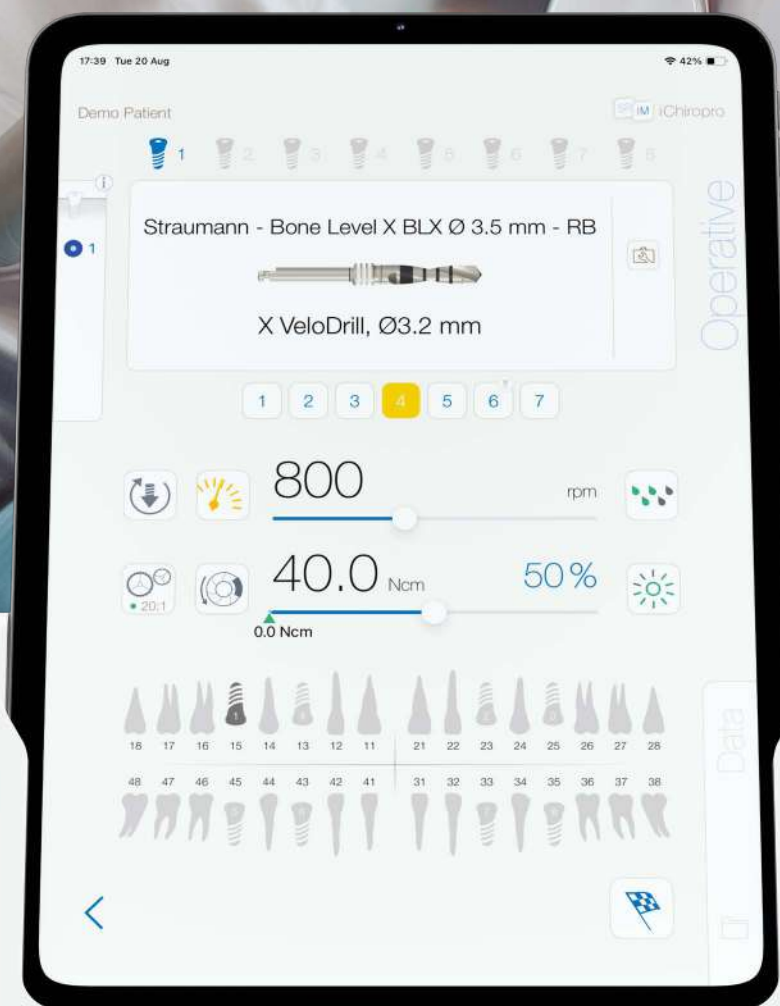 17:39 Tue 20 Aug 42%
Demo Patient IM iChiropro
1 2 3 4 5 6 7 8
i
1
Straumann - Bone Level X BLX Ø 3.5 mm - RB
X VeloDrill, Ø3.2 mm
Operative
1 2 3 4 5 6 7
800 rpm
20:1
40.0 Ncm 50%
0.0 Ncm
1
18 17 16 15 14 13 12 11 21 22 23 24 25 26 27 28
48 47 46 45 44 43 42 41 31 32 33 34 35 36 37 38
Data